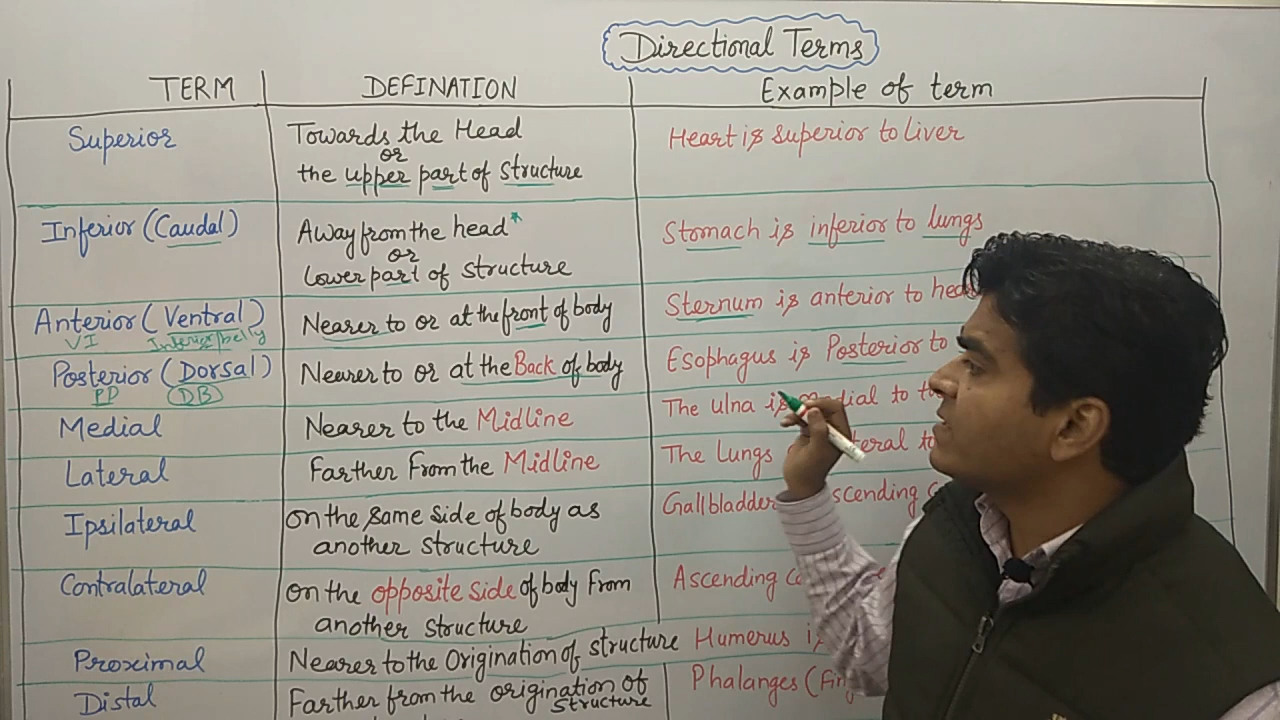 Directional Terms
TERM DEFINATION Example of term
Superior
Towards the Head
or
the upper part of structure
Heart is superior to liver
Inferior (Caudal)
Away from the head*
or
lower part of structure
Stomach is inferior to lungs
Anterior (Ventral)
VI Interior/belly
Nearer to or at the front of body
Sternum is anterior to
Posterior (Dorsal)
PP DB
Nearer to or at the Back of body
Esophagus is Posterior to
Medial
Nearer to the Midline
The ulna is to
Lateral
Farther From the Midline
The Lungs to
Ipsilateral
on the same side of body as
another structure
Gallbladder
Contralateral
on the opposite side of body From
another structure
Ascending
Proximal
Nearer to the Origination of structure
Humerus
Distal
Farther from the origination of
structure
Phalanges